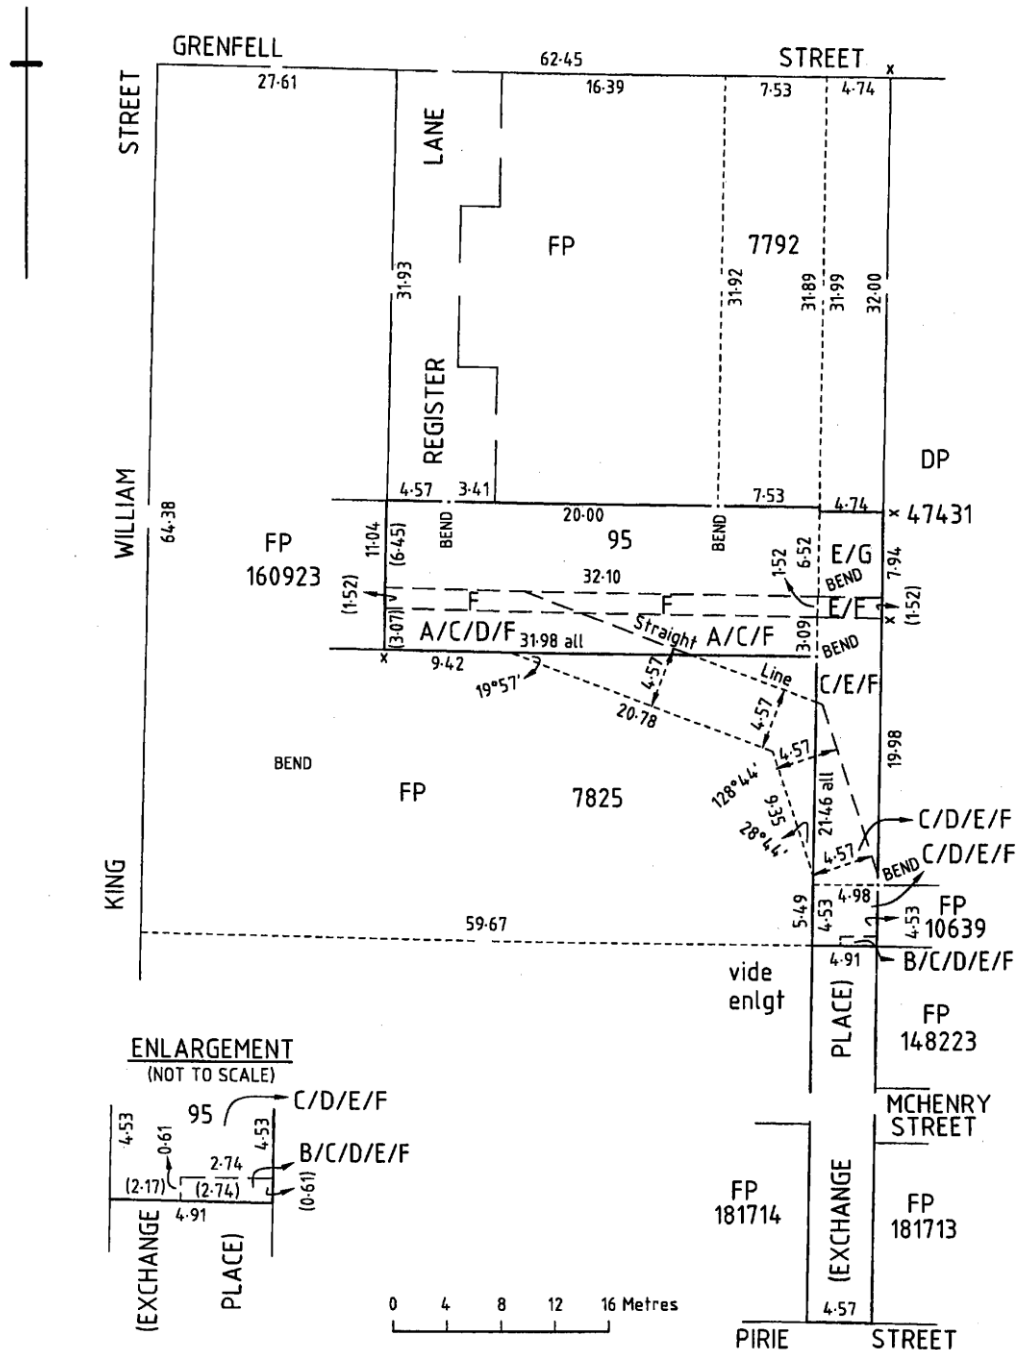 GRENFELL
STREET
62·45
27·61
16·39
7·53
4·74
x
STREET
LANE
FP
7792
31·93
31·92
31·89
31·99
32·00
REGISTER
DP
47431
4·57
3·41
7·53
4·74
x
20·00
WILLIAM
64·38
FP
160923
11·04
(6·45)
BEND
95
BEND
1·52
6·52
E/G
7·94
32·10
BEND
(1·52)
F
F
E/F
(1·52)
x
(3·07)
A/C/D/F
31·98 all
Straight
A/C/F
3·09
BEND
x
9·42
19°57'
4·57
Line
C/E/F
20·78
4·57
19·98
BEND
FP
7825
4·57
128°44'
9·35
21·46 all
28°44'
C/D/E/F
C/D/E/F
4·57
BEND
KING
59·67
5·49
4·53
4·98
4·53
FP
10639
B/C/D/E/F
4·91
vide
enlgt
PLACE)
FP
148223
ENLARGEMENT
(NOT TO SCALE)
MCHENRY
STREET
4·53
95
C/D/E/F
0·61
4·53
2·74
B/C/D/E/F
(2·17)
(2·74)
(0·61)
4·91
(EXCHANGE
PLACE)
FP
181714
(EXCHANGE
FP
181713
0 4 8 12 16 Metres
4·57
PIRIE
STREET